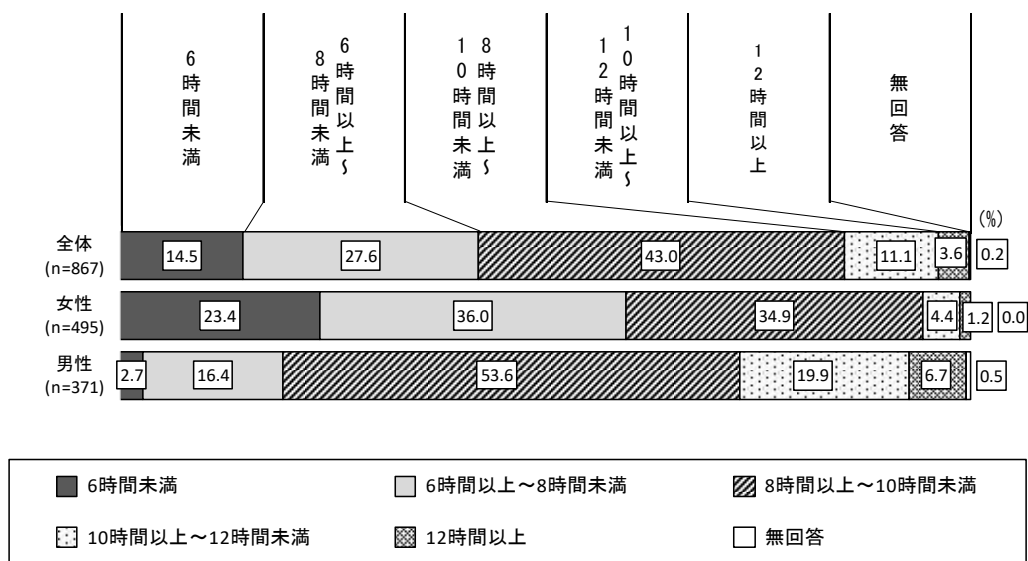 6時間未満
6時間以上～
8時間未満
8時間以上～
10時間未満
10時間以上～
12時間未満
12時間以上
無回答
(%)
全体
(n=867)
14.5
27.6
43.0
11.1
3.6
0.2
女性
(n=495)
23.4
36.0
34.9
4.4
1.2
0.0
男性
(n=371)
2.7
16.4
53.6
19.9
6.7
0.5
6時間未満
6時間以上～8時間未満
8時間以上～10時間未満
10時間以上～12時間未満
12時間以上
無回答